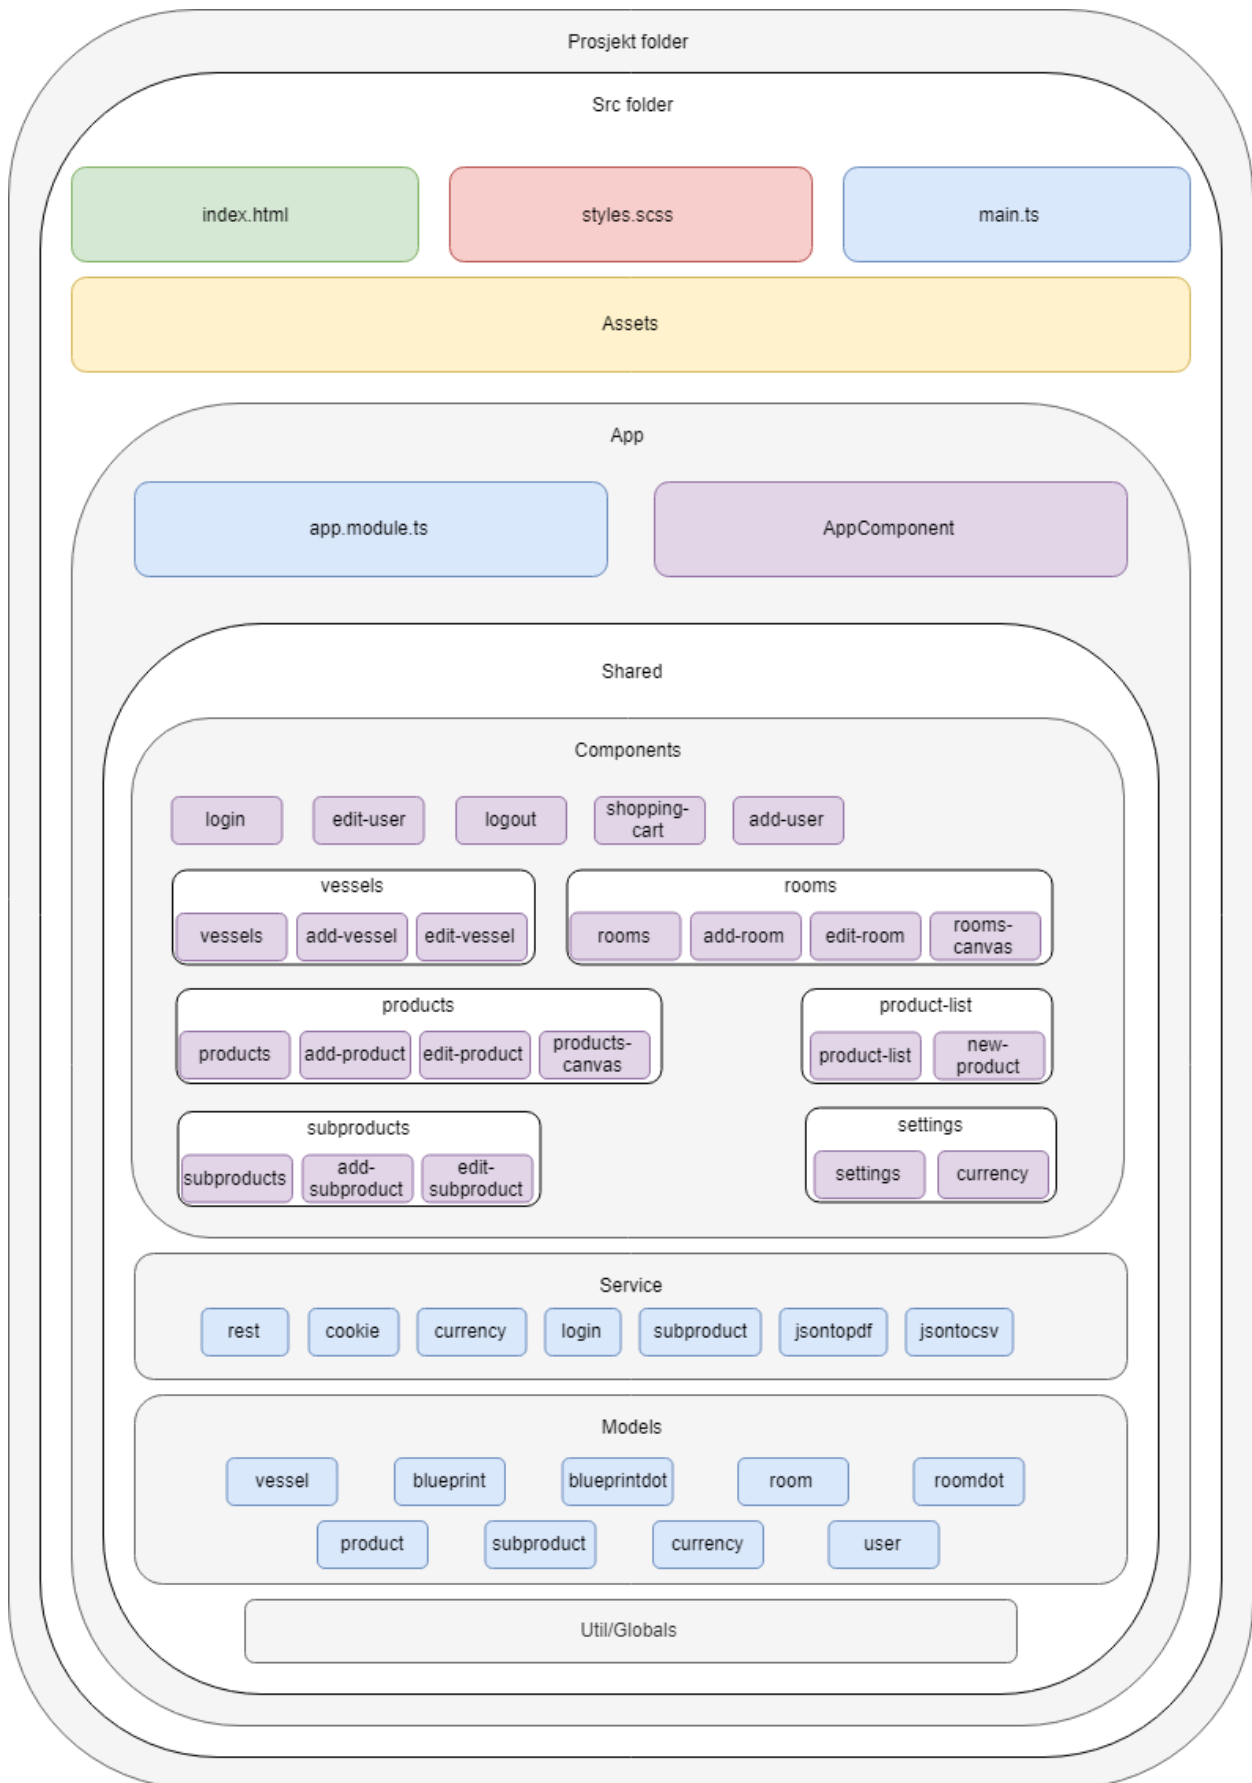 Prosjekt folder
Src folder
index.html
styles.scss
main.ts
Assets
App
app.module.ts
AppComponent
Shared
Components
login
edit-user
logout
shopping-
cart
add-user
vessels
vessels
add-vessel
edit-vessel
rooms
rooms
add-room
edit-room
rooms-
canvas
products
products
add-product
edit-product
products-
canvas
product-list
product-list
new-
product
subproducts
subproducts
add-
subproduct
edit-
subproduct
settings
settings
currency
Service
rest
cookie
currency
login
subproduct
jsontopdf
jsontocsv
Models
vessel
blueprint
blueprintdot
room
roomdot
product
subproduct
currency
user
Util/Globals